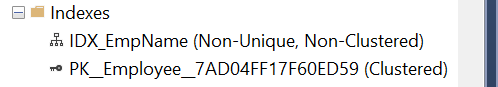 Indexes
IDX_EmpName (Non-Unique, Non-Clustered)
PK__Employee__7AD04FF17F60ED59 (Clustered)